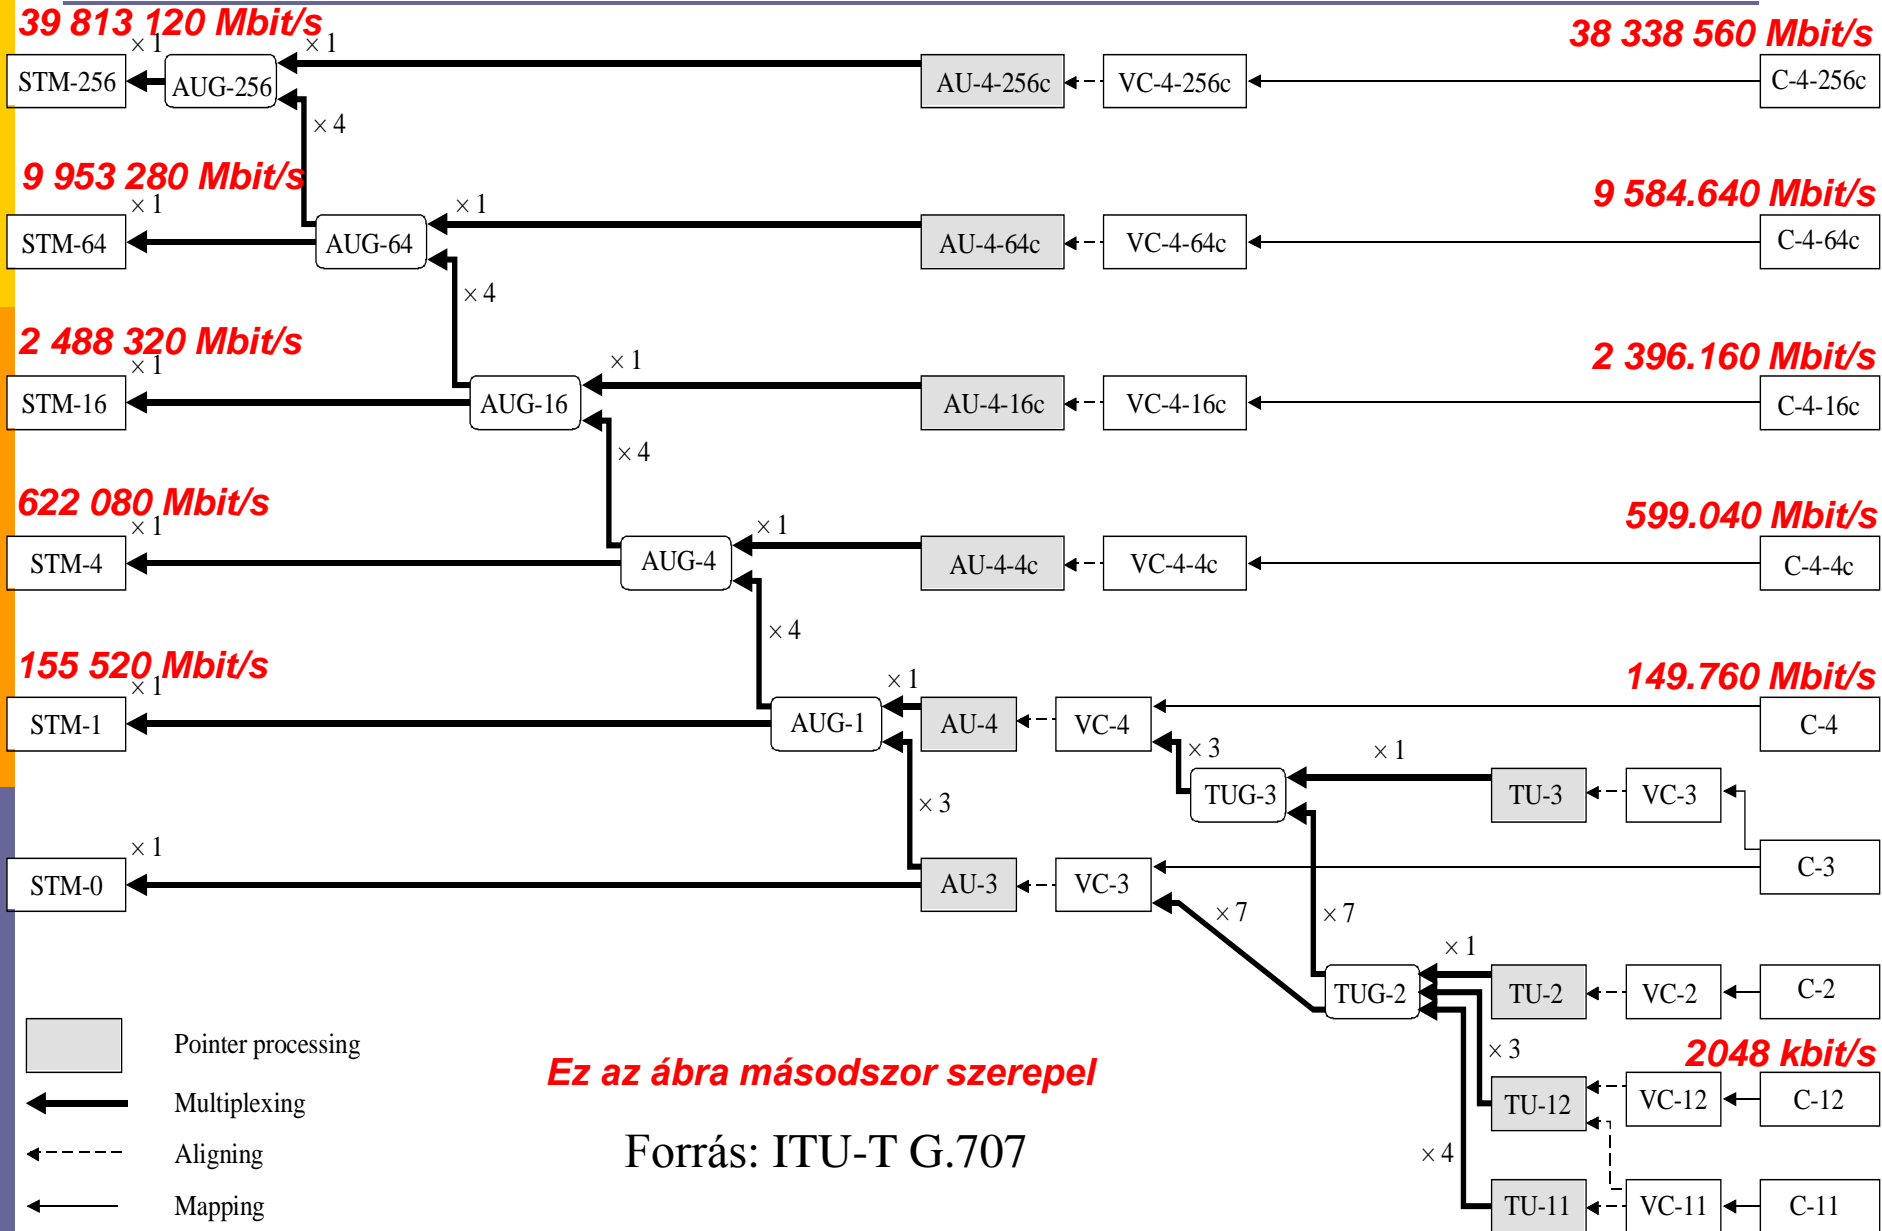 39 813 120 Mbit/s
38 338 560 Mbit/s
× 1
× 1
STM-256
AUG-256
AU-4-256c
VC-4-256c
C-4-256c
× 4
9 953 280 Mbit/s
9 584.640 Mbit/s
× 1
× 1
STM-64
AUG-64
AU-4-64c
VC-4-64c
C-4-64c
× 4
2 488 320 Mbit/s
2 396.160 Mbit/s
× 1
× 1
STM-16
AUG-16
AU-4-16c
VC-4-16c
C-4-16c
× 4
622 080 Mbit/s
599.040 Mbit/s
× 1
× 1
STM-4
AUG-4
AU-4-4c
VC-4-4c
C-4-4c
× 4
155 520 Mbit/s
149.760 Mbit/s
× 1
× 1
STM-1
AUG-1
AU-4
VC-4
C-4
× 3
× 1
TUG-3
TU-3
VC-3
× 3
× 1
STM-0
AU-3
VC-3
C-3
× 7
× 7
× 1
TUG-2
TU-2
VC-2
C-2
Pointer processing
× 3
2048 kbit/s
Ez az ábra másodszor szerepel
Multiplexing
TU-12
VC-12
C-12
Forrás: ITU-T G.707
Aligning
× 4
Mapping
TU-11
VC-11
C-11